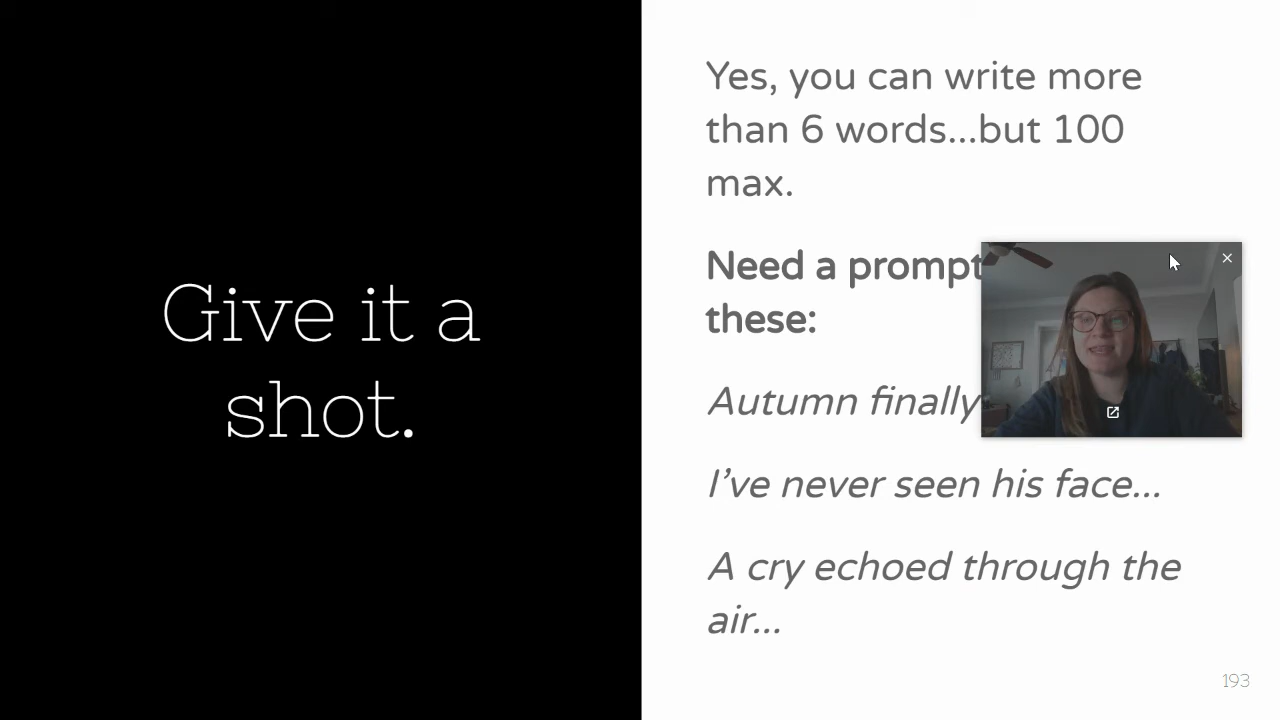 Give it a
shot.
Yes, you can write more
than 6 words...but 100
max.
Need a prompt
these:
Autumn finally
I've never seen his face...
A cry echoed through the
air...
193